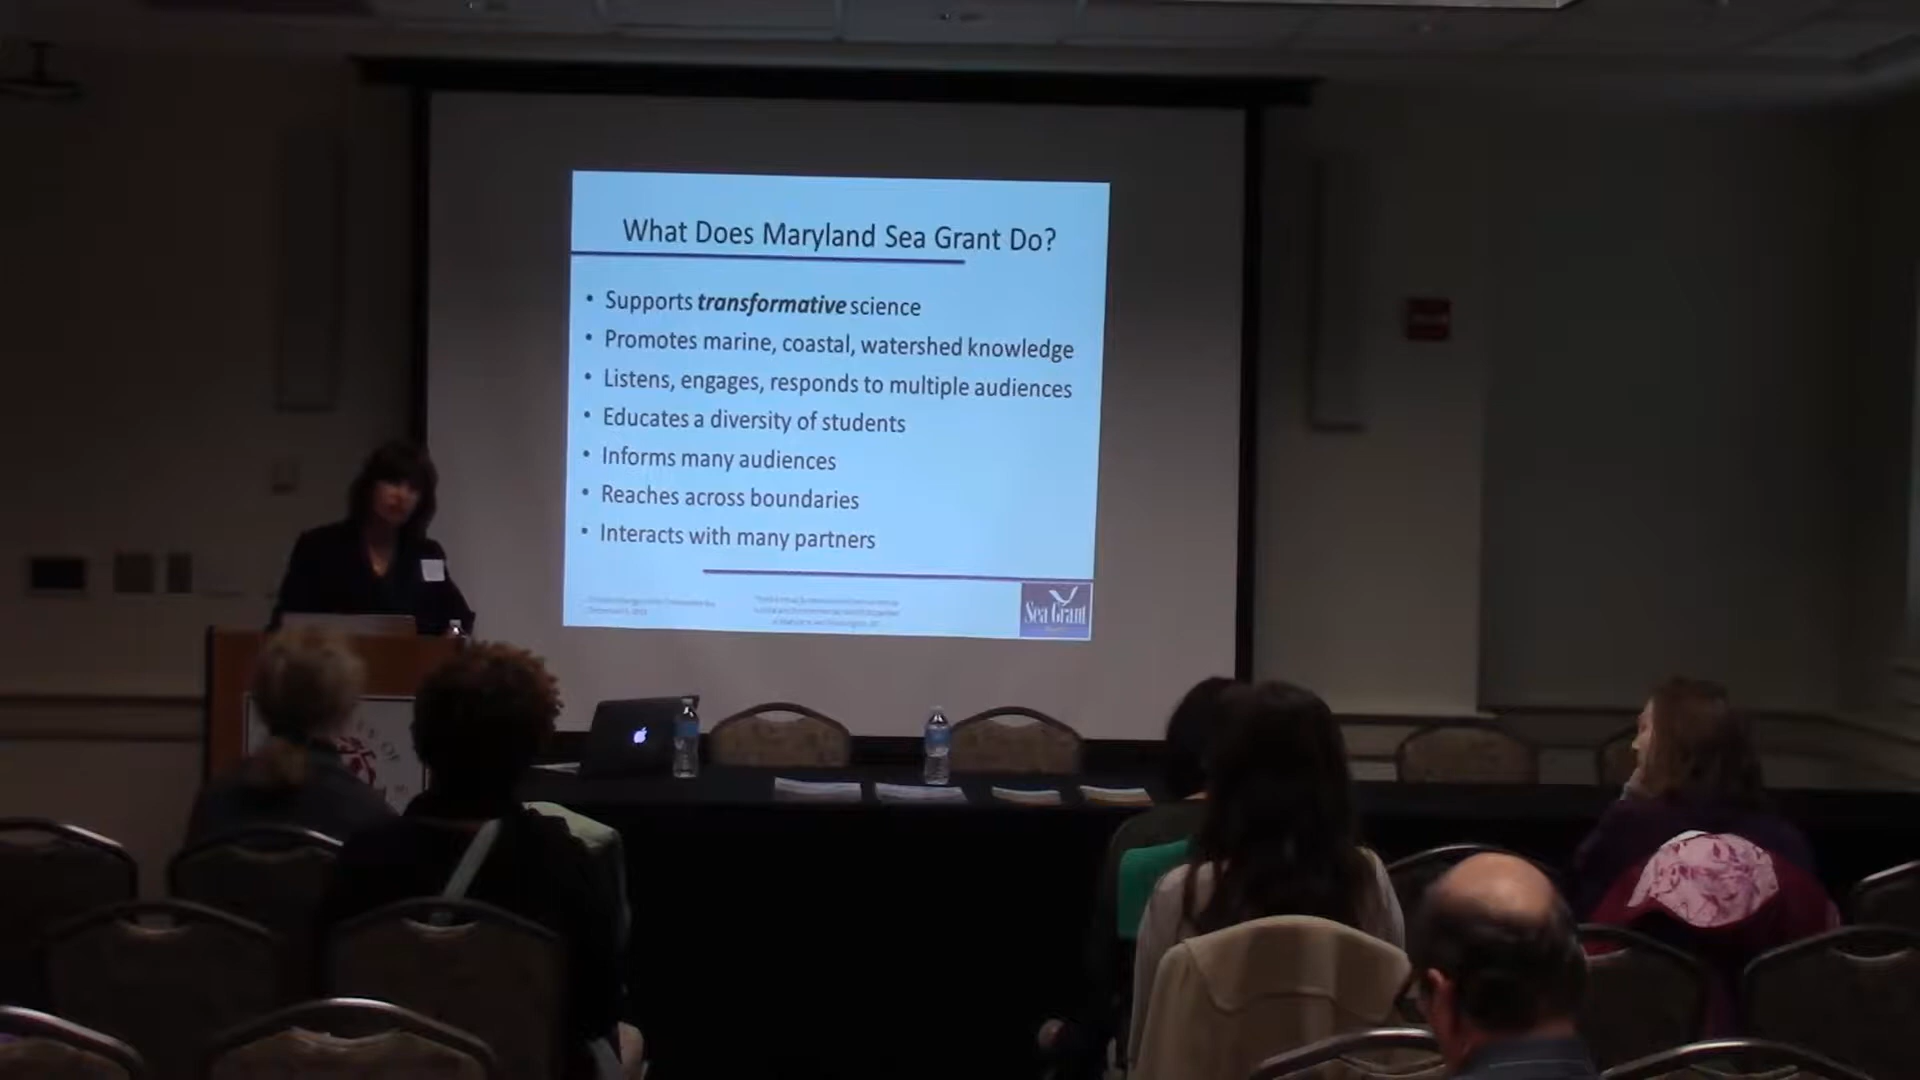 What Does Maryland Sea Grant Do?
• Supports transformative science
• Promotes marine, coastal, watershed knowledge
• Listens, engages, responds to multiple audiences
• Educates a diversity of students
• Informs many audiences
• Reaches across boundaries
• Interacts with many partners
Sea Grant